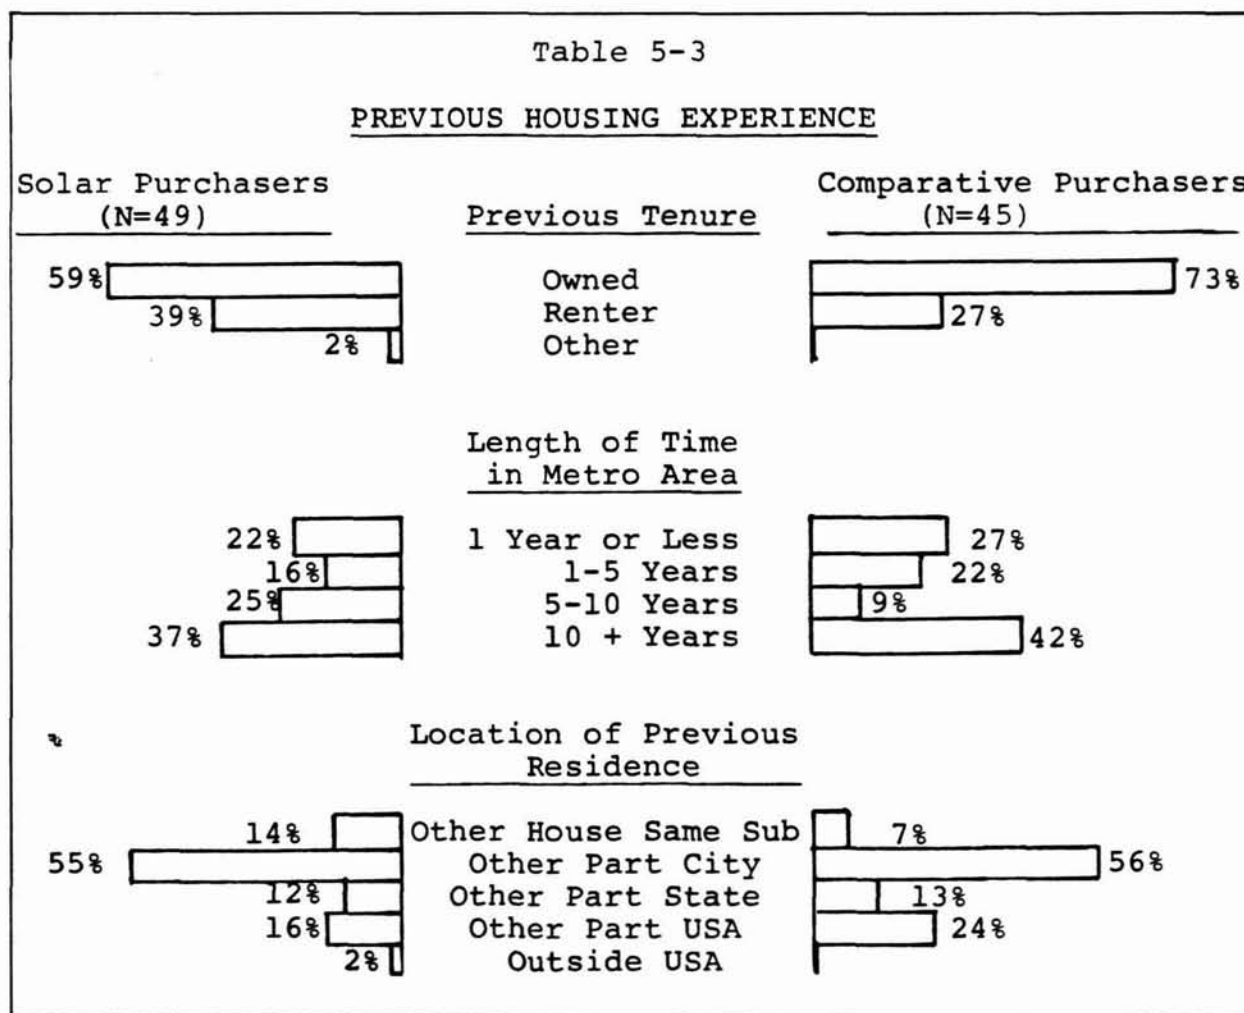 Table 5-3
PREVIOUS HOUSING EXPERIENCE
Solar Purchasers Comparative Purchasers
(N=49) Previous Tenure (N=45)
59% Owned 73%
39% Renter 27%
2% Other
Length of Time
in Metro Area
22% 1 Year or Less 27%
16% 1-5 Years 22%
25% 5-10 Years 9%
37% 10 + Years 42%
% Location of Previous
Residence
14% Other House Same Sub 7%
55% Other Part City 56%
12% Other Part State 13%
16% Other Part USA 24%
2% Outside USA